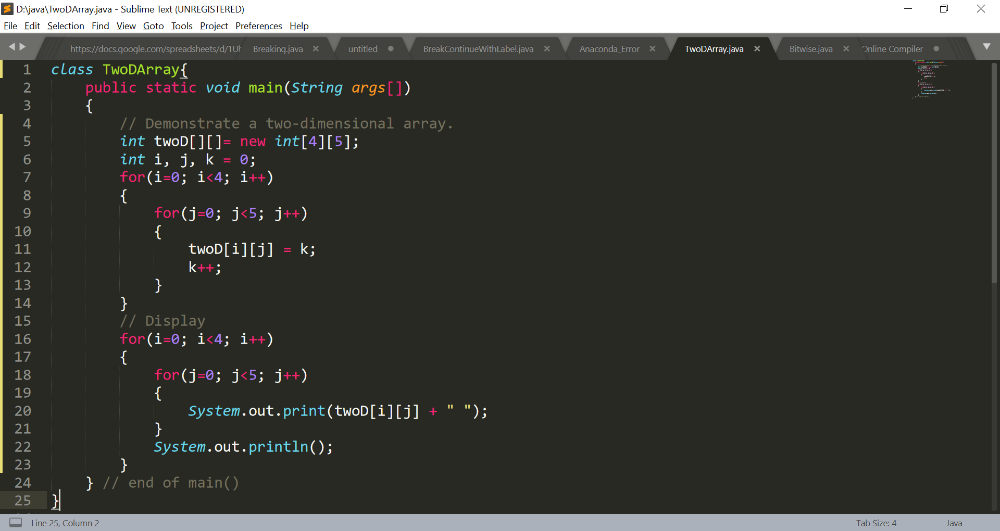 D:\java\TwoDArray.java - Sublime Text (UNREGISTERED)
File Edit Selection Find View Goto Tools Project Preferences Help
https://docs.google.com/spreadsheets/d/1U Breaking.java untitled BreakContinueWithLabel.java Anaconda_Error TwoDArray.java Bitwise.java Online Compiler
1 class TwoDArray{
2 public static void main(String args[])
3 {
4 // Demonstrate a two-dimensional array.
5 int twoD[][]= new int[4][5];
6 int i, j, k = 0;
7 for(i=0; i<4; i++)
8 {
9 for(j=0; j<5; j++)
10 {
11 twoD[i][j] = k;
12 k++;
13 }
14 }
15 // Display
16 for(i=0; i<4; i++)
17 {
18 for(j=0; j<5; j++)
19 {
20 System.out.print(twoD[i][j] + " ");
21 }
22 System.out.println();
23 }
24 } // end of main()
25 }
Line 25, Column 2 Tab Size: 4 Java